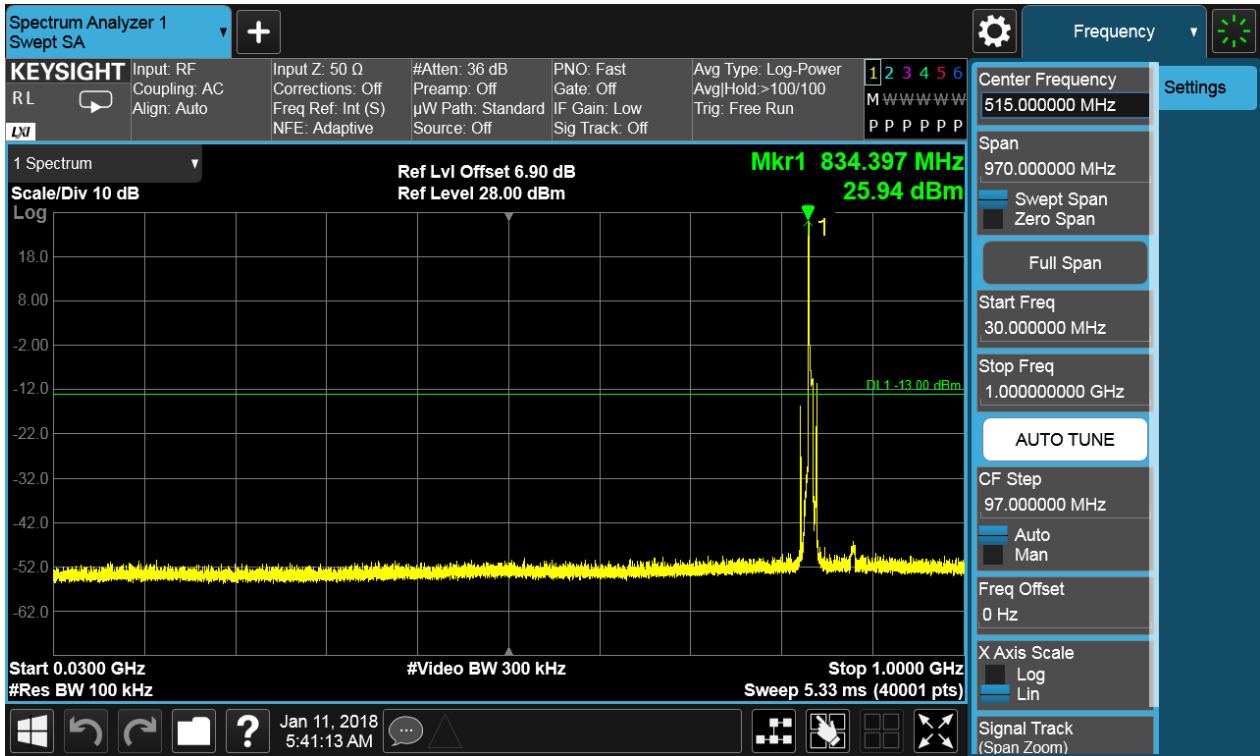 Spectrum Analyzer 1
Swept SA
Frequency
KEYSIGHT
RL
LXI
Input: RF
Coupling: AC
Align: Auto
Input Z: 50 Ω
Corrections: Off
Freq Ref: Int (S)
NFE: Adaptive
#Atten: 36 dB
Preamp: Off
µW Path: Standard
Source: Off
PNO: Fast
Gate: Off
IF Gain: Low
Sig Track: Off
Avg Type: Log-Power
Avg|Hold:>100/100
Trig: Free Run
1 2 3 4 5 6
M W W W W W
P P P P P P
1 Spectrum
Scale/Div 10 dB
Ref Lvl Offset 6.90 dB
Ref Level 28.00 dBm
Mkr1 834.397 MHz
25.94 dBm
Log
1
18.0
8.00
-2.00
-12.0
DL1 -13.00 dBm
-22.0
-32.0
-42.0
-52.0
-62.0
Start 0.0300 GHz
#Video BW 300 kHz
Stop 1.0000 GHz
#Res BW 100 kHz
Sweep 5.33 ms (40001 pts)
?
Jan 11, 2018
5:41:13 AM
Center Frequency
515.000000 MHz
Settings
Span
970.000000 MHz
Swept Span
Zero Span
Full Span
Start Freq
30.000000 MHz
Stop Freq
1.000000000 GHz
AUTO TUNE
CF Step
97.000000 MHz
Auto
Man
Freq Offset
0 Hz
X Axis Scale
Log
Lin
Signal Track
(Span Zoom)